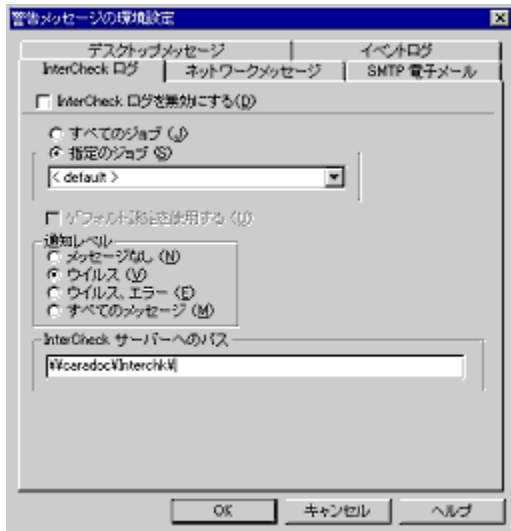 警告メッセージの環境設定
デスクトップメッセージ
イベントログ
InterCheck ログ
ネットワークメッセージ
SMTP 電子メール
InterCheck ログを無効にする(D)
すべてのジョブ (J)
指定のジョブ (S)
< default >
デフォルト設定を使用する (U)
通知レベル
メッセージなし (N)
ウイルス (V)
ウイルス、エラー (E)
すべてのメッセージ (M)
InterCheck サーバーへのパス
¥¥caradoc¥Interchk¥
OK
キャンセル
ヘルプ